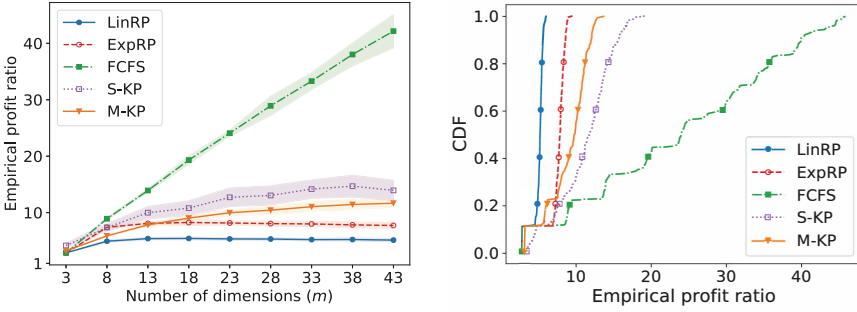 LinRP
ExpRP
FCFS
S-KP
M-KP
Empirical profit ratio
40
30
20
10
1
3 8 13 18 23 28 33 38 43
Number of dimensions (m)
CDF
1.0
0.8
0.6
0.4
0.2
0.0
LinRP
ExpRP
FCFS
S-KP
M-KP
10 20 30 40
Empirical profit ratio